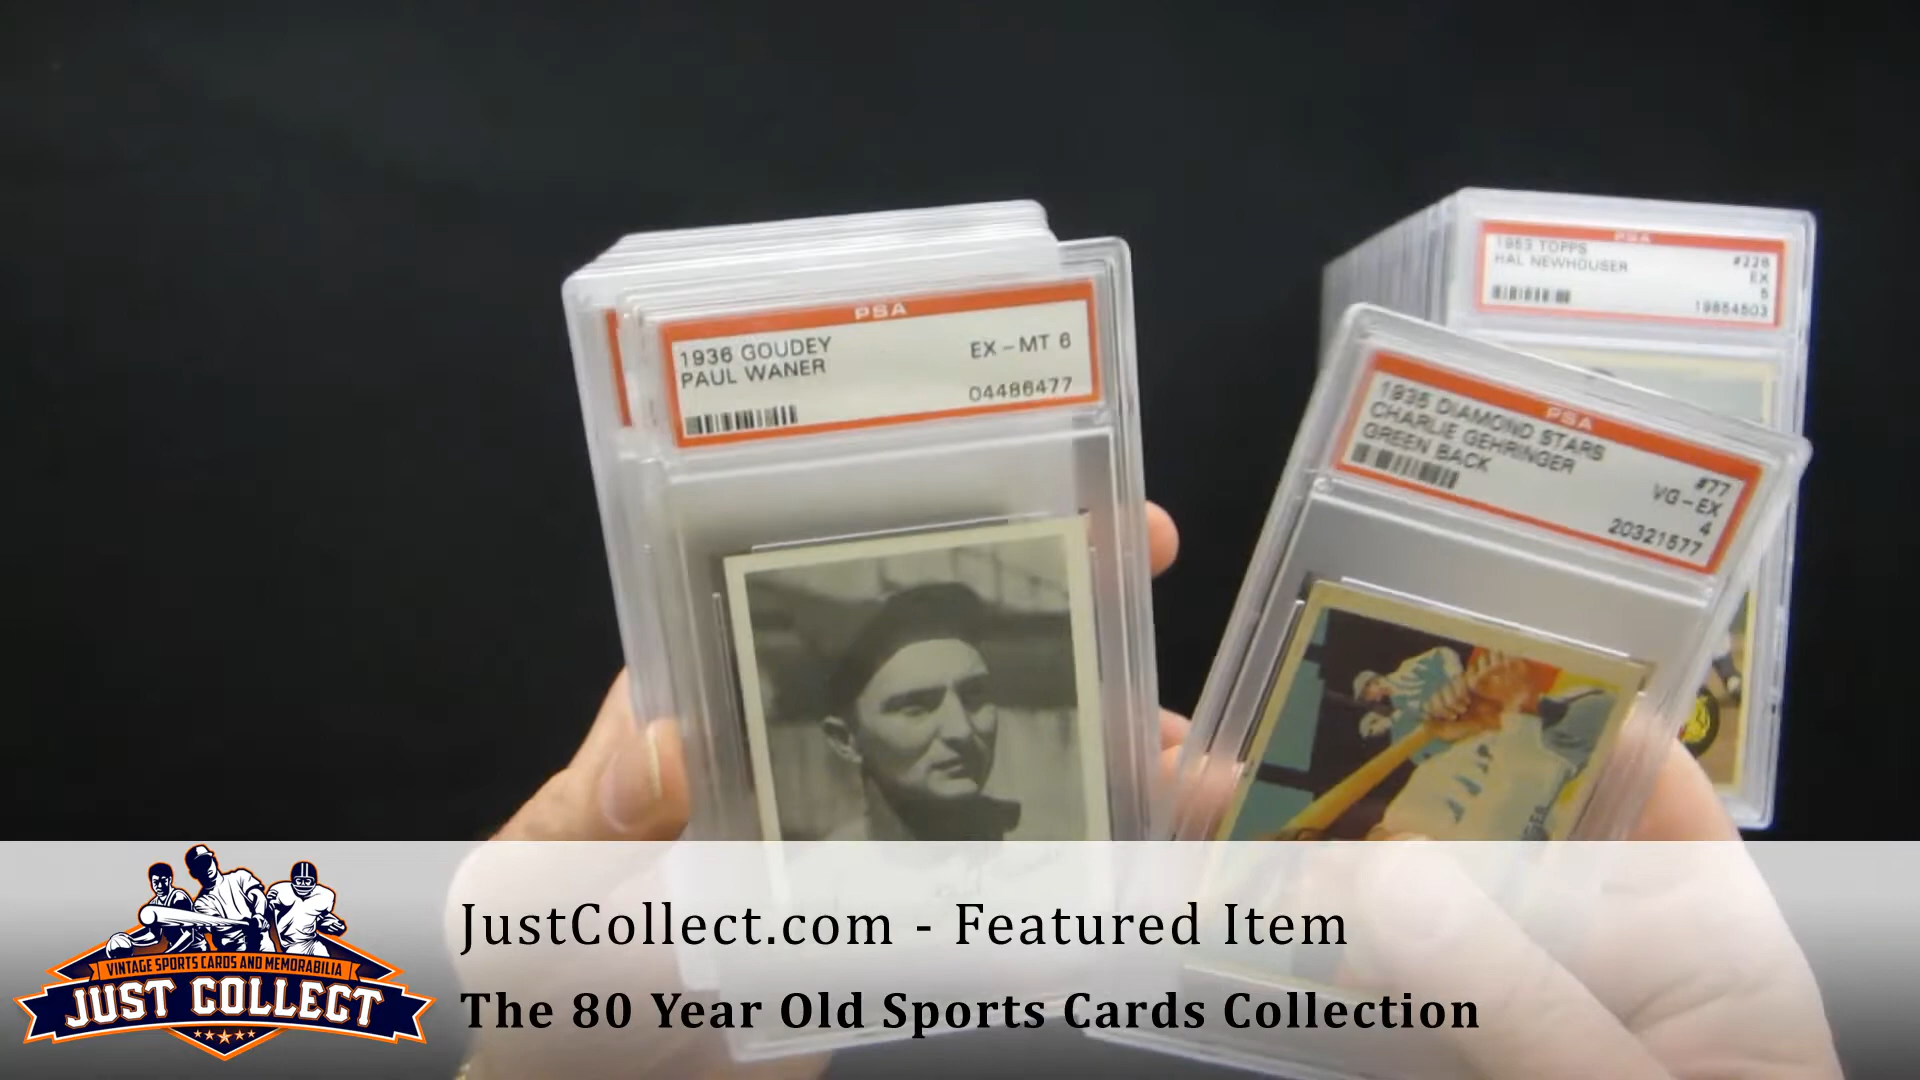 PSA
1936 GOUDEY
PAUL WANER
EX - MT 6
04486477
PSA
1953 TOPPS
HAL NEWHOUSER
#228
EX
5
19854503
PSA
1935 DIAMOND STARS
CHARLIE GEHRINGER
GREEN BACK
#77
VG - EX
4
20321577
VINTAGE SPORTS CARDS AND MEMORABILIA
JUST COLLECT
JustCollect.com - Featured Item
The 80 Year Old Sports Cards Collection